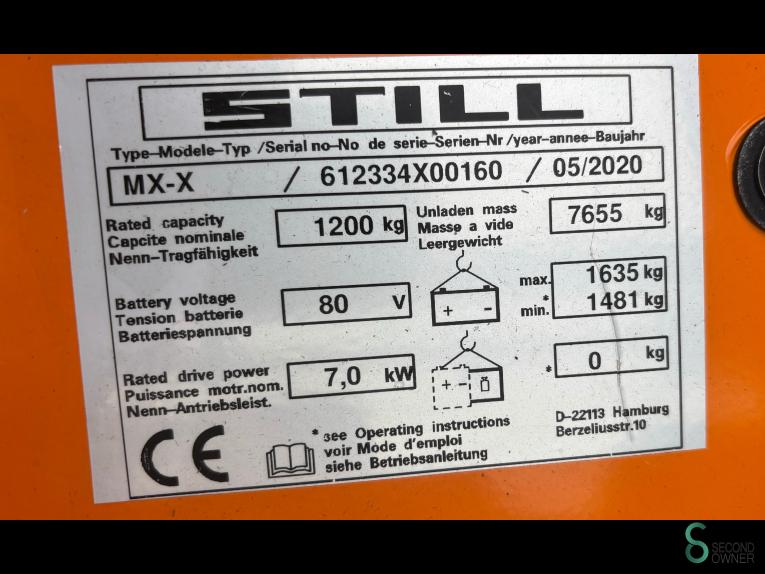 STILL
Type-Modele-Typ /Serial no-No de serie-Serien-Nr /year-annee-Baujahr
MX-X / 612334X00160 / 05/2020
Rated capacity
Capcite nominale
Nenn-Tragfähigkeit
1200 kg
Unladen mass
Masse a vide
Leergewicht
7655 kg
Battery voltage
Tension batterie
Batteriespannung
80 V
+ -
max. 1635 kg
min.* 1481 kg
Rated drive power
Puissance motr.nom.
Nenn-Antriebsleist.
7,0 kW
+ -
* 0 kg
CE
* see Operating instructions
voir Mode d'emploi
siehe Betriebsanleitung
D-22113 Hamburg
Berzeliusstr.10
SECOND
OWNER